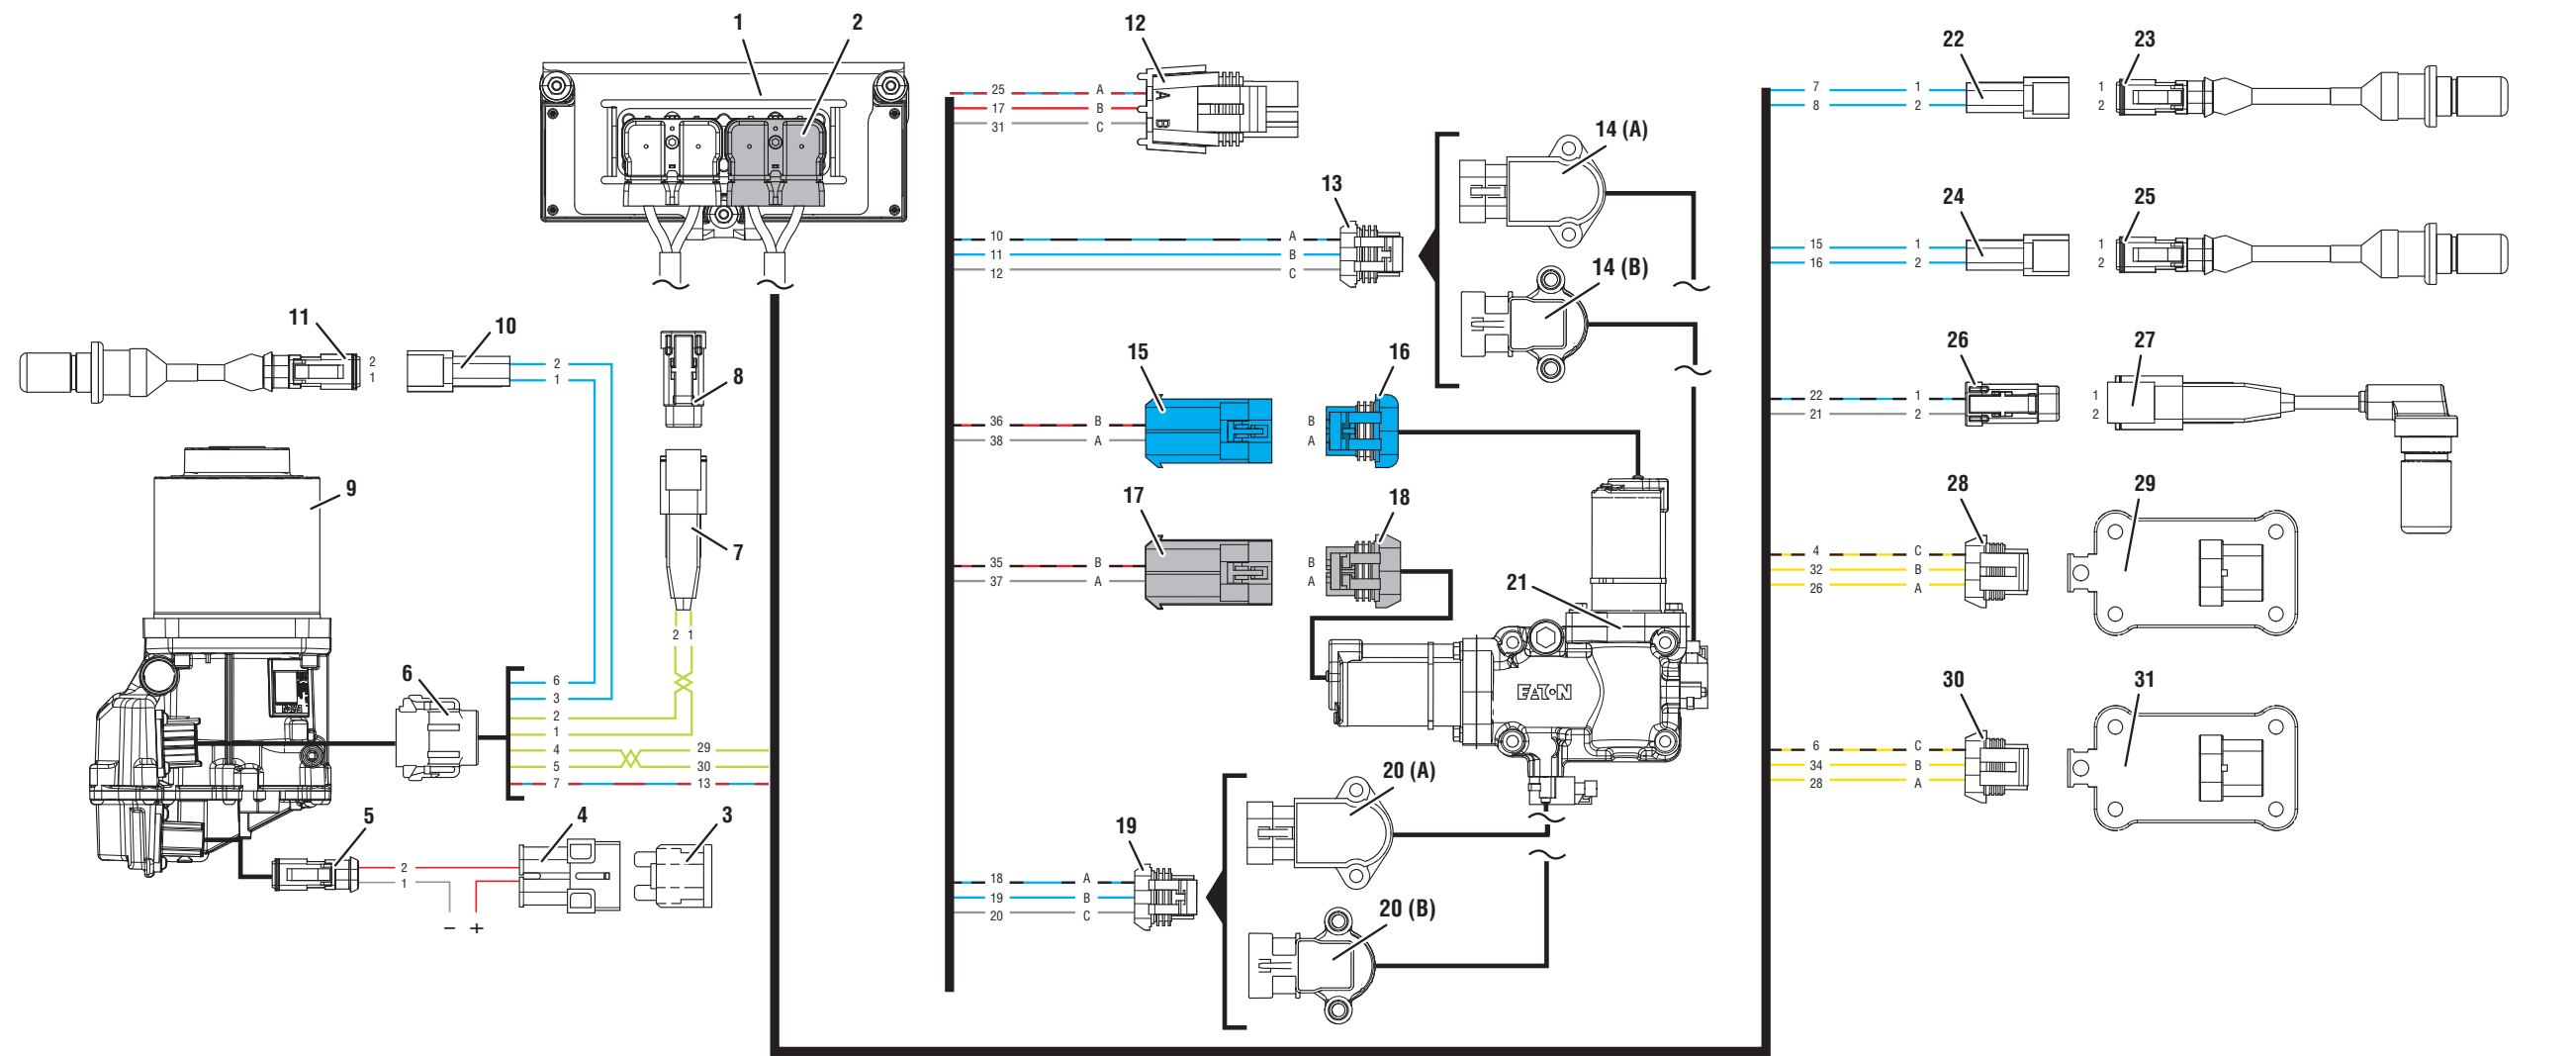 1 2
25 A
17 B
31 C
12
A
B
10 A
11 B
12 C
13
14 (A)
14 (B)
36 B
38 A
15
B
A
16
35 B
37 A
17
B
A
18
21
EATON
18 A
19 B
20 C
19
20 (A)
20 (B)
7 1
8 2
22
1
2
23
15 1
16 2
24
1
2
25
22 1
21 2
26
1
2
27
4 C
32 B
26 A
28
29
6 C
34 B
28 A
30
31
11
2
1
10
2
1
8
7
2 1
9
6
6
3
2
1
4 29
5 30
7 13
5
2
1
4
3
− +